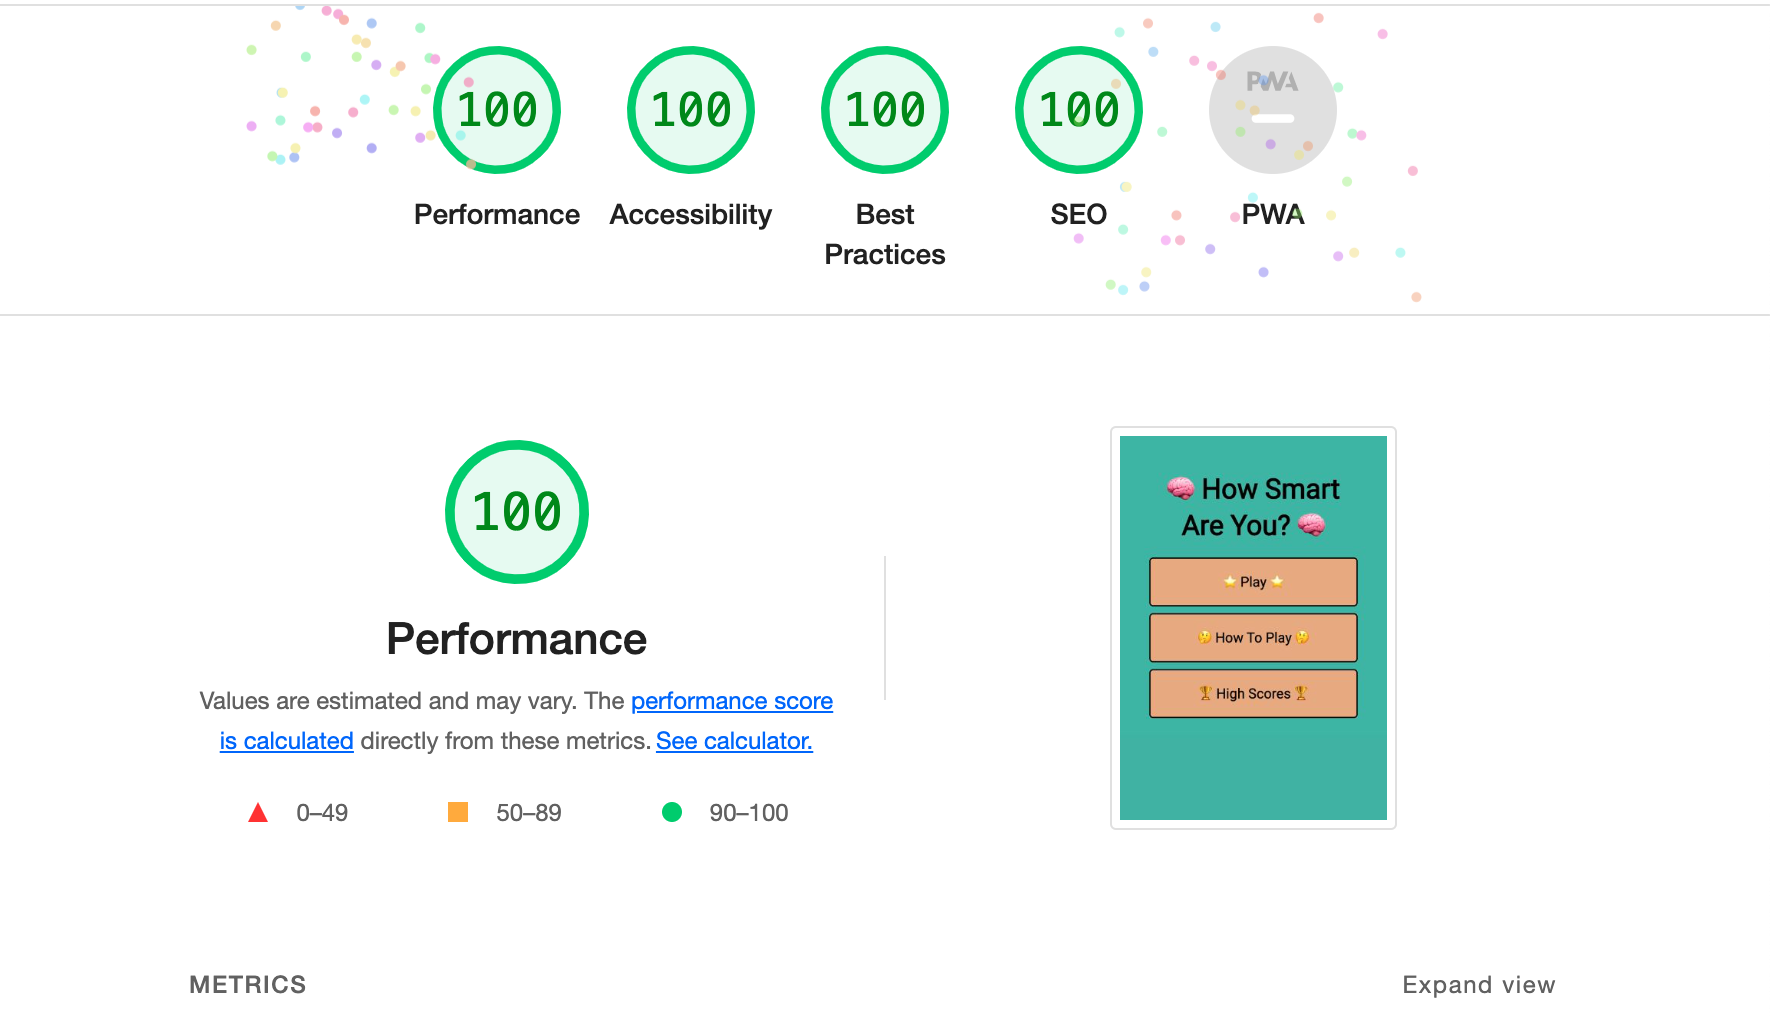 100
100
100
100
PWA
Performance
Accessibility
Best
Practices
SEO
PWA
100
Performance
Values are estimated and may vary. The performance score
is calculated directly from these metrics. See calculator.
0–49
50–89
90–100
🧠 How Smart
Are You? 🧠
⭐ Play ⭐
🤔 How To Play 🤔
🏆 High Scores 🏆
METRICS
Expand view